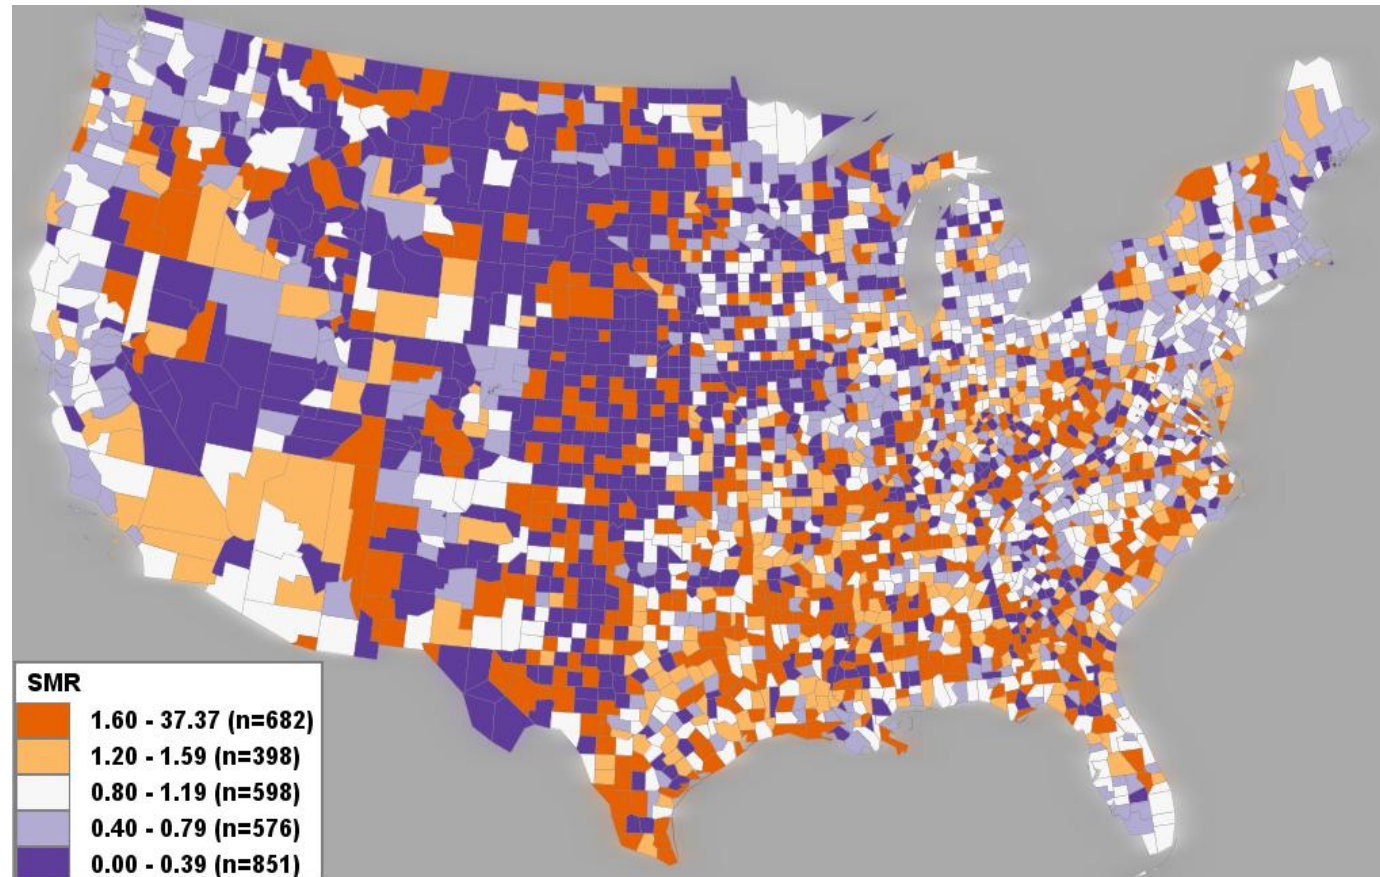 SMR
1.60 - 37.37 (n=682)
1.20 - 1.59 (n=398)
0.80 - 1.19 (n=598)
0.40 - 0.79 (n=576)
0.00 - 0.39 (n=851)